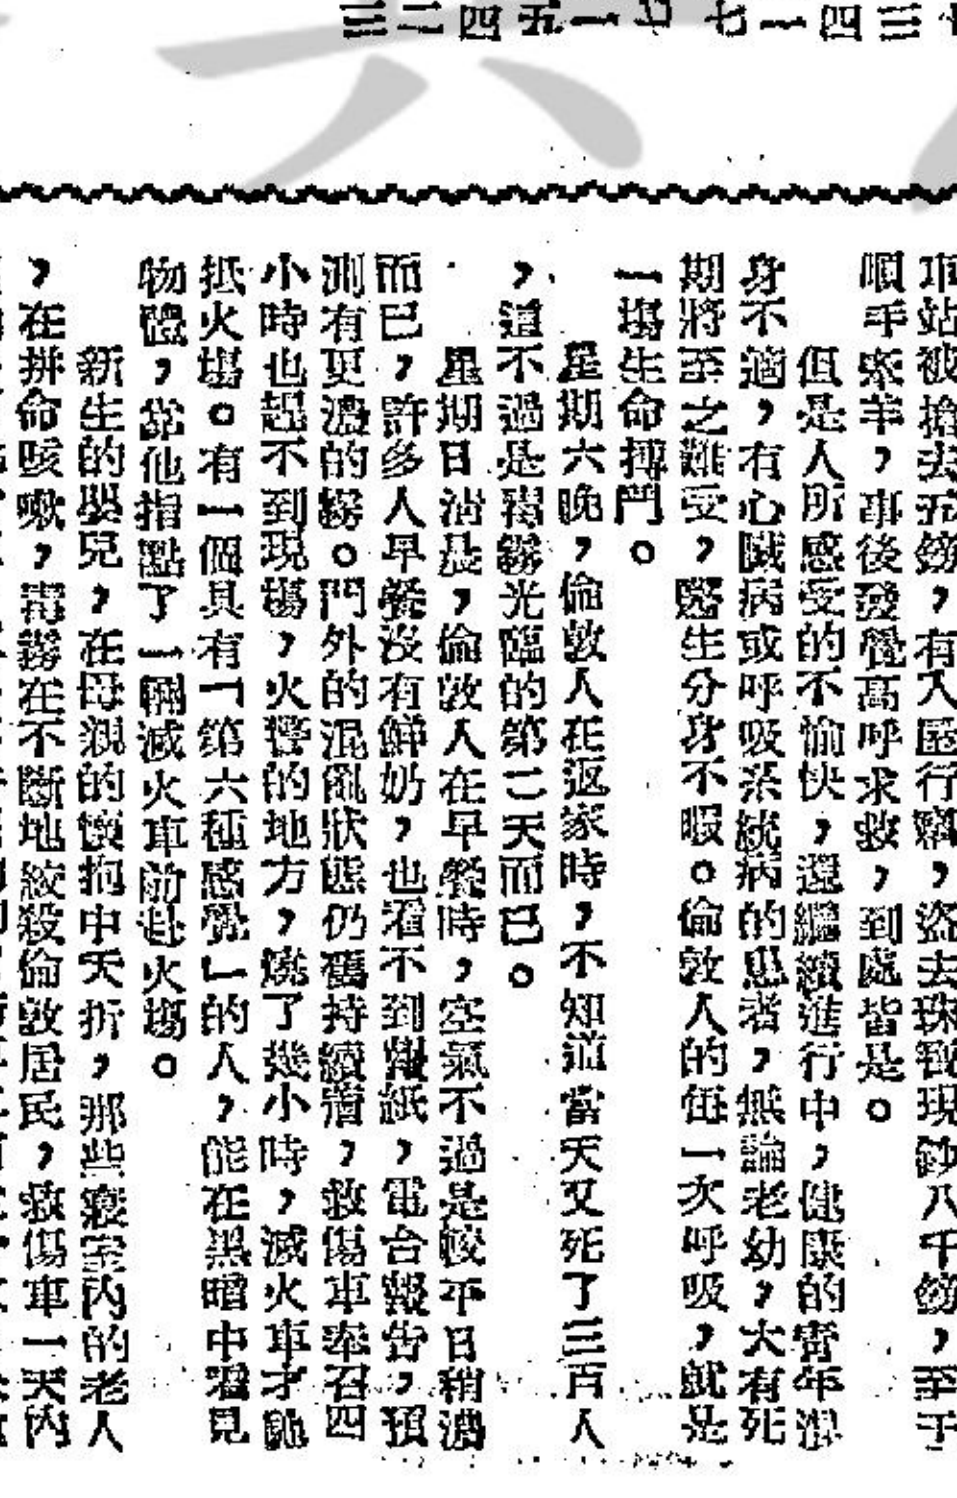 三二四五一廿七一四三七
車站被搶去五鎊，有人歷行竊，盜去珠寶現鈔八千鎊，至于
順手牽羊，事後發覺高呼求救，到處皆是。
但是人所感受的不愉快，還繼續進行中，健康的青年渾
身不適，有心臟病或呼吸系統病的患者，無論老幼，大有死
期將至之難受，醫生分身不暇。倫敦人的每一次呼吸，就是
一場生命搏鬥。
星期六晚，倫敦人在返家時，不知道當天又死了三百人
，這不過是毒霧光臨的第二天而已。
星期日清晨，倫敦人在早餐時，空氣不過是較平日稍濃
而已，許多人早餐沒有鮮奶，也看不到報紙，電台報告，預
測有更濃的霧。門外的混亂狀態仍舊持續着，救傷車奉召四
小時也趕不到現場，火警的地方，燒了幾小時，滅火車才馳
抵火場。有一個具有「第六種感覺」的人，能在黑暗中看見
物體，當他指點了一輛滅火車前赴火場。
新生的嬰兒，在母親的懷抱中夭折，那些寢室內的老人
，在拼命咳嗽，毒霧在不斷地絞殺倫敦居民，救傷車一天內